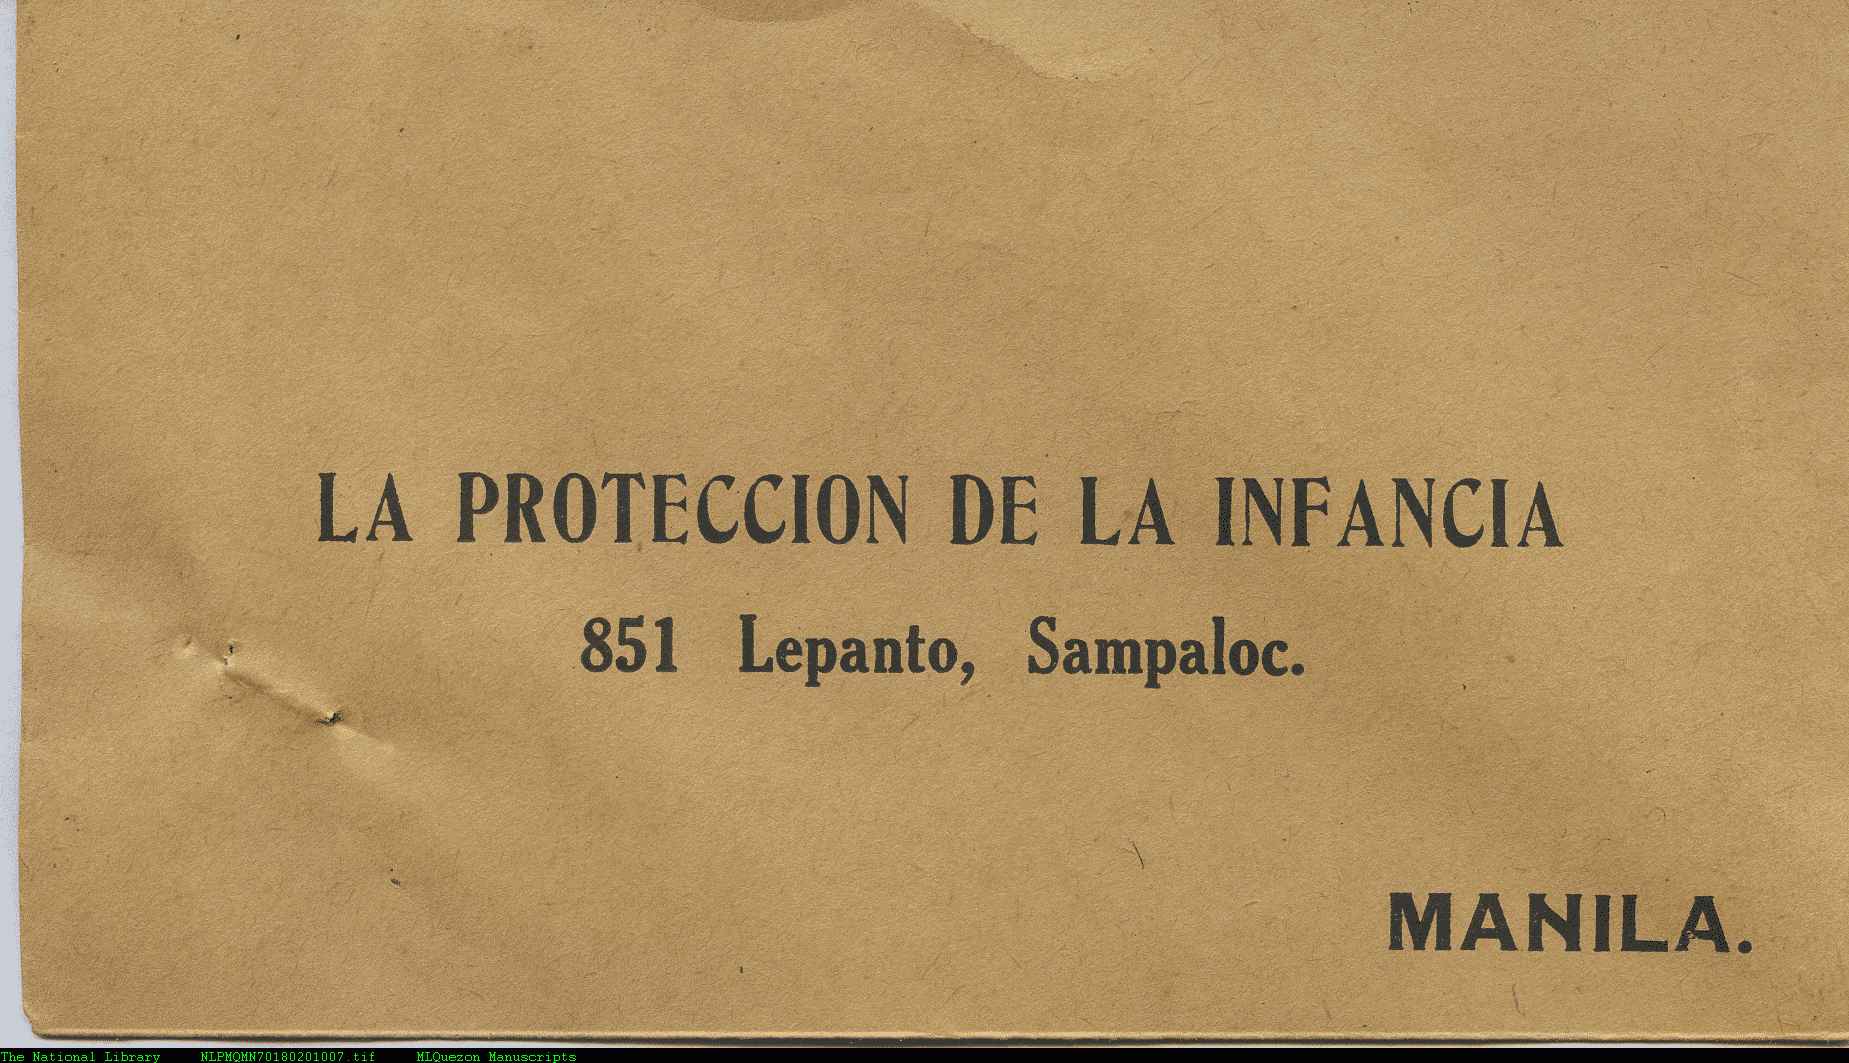 LA PROTECCION DE LA INFANCIA
851 Lepanto, Sampaloc.
MANILA.
The National Library NLPMQMN70180201007.tif MLQuezon Manuscripts